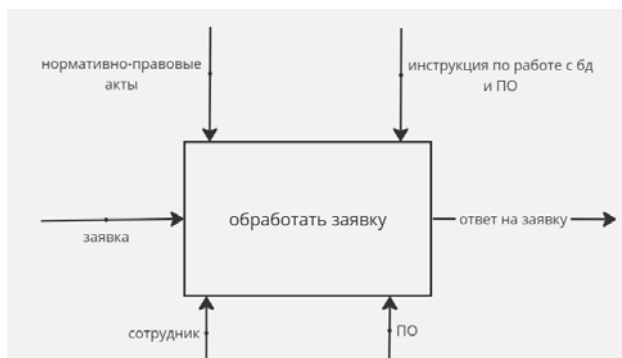 нормативно-правовые
акты
инструкция по работе с бд
и ПО
обработать заявку
ответ на заявку
заявка
сотрудник
ПО